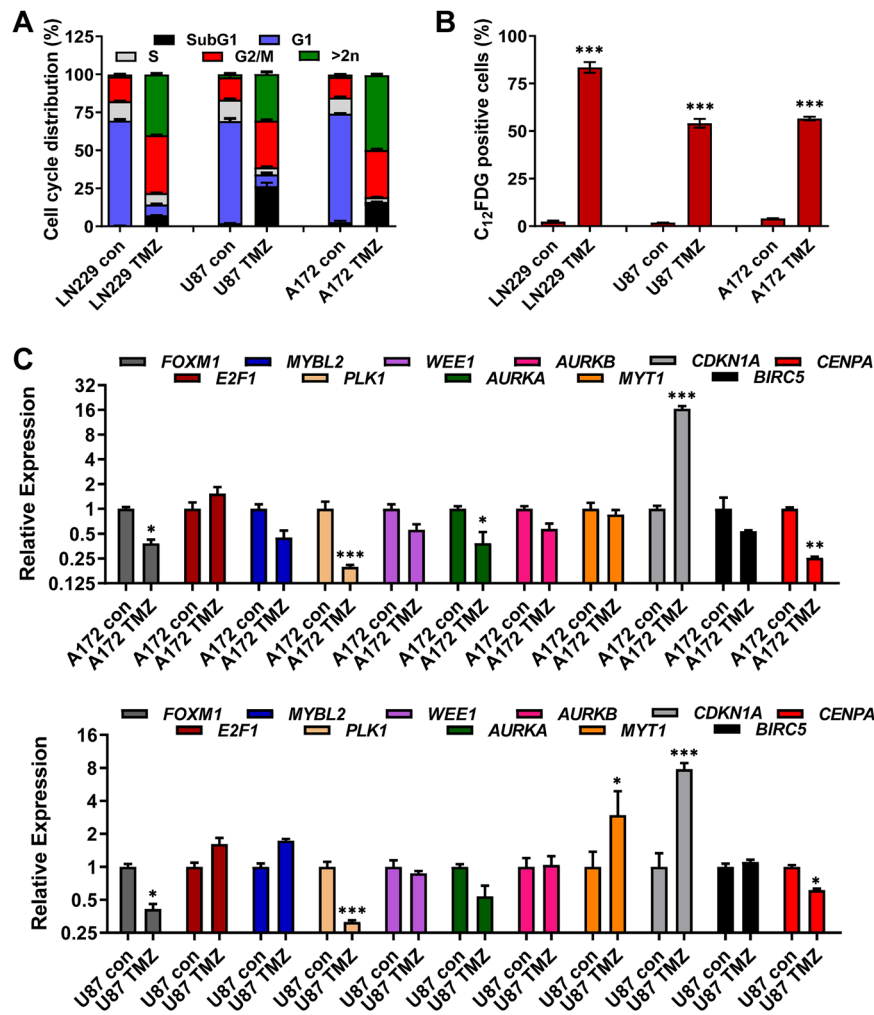 A
SubG1 G1
S G2/M >2n
Cell cycle distribution (%)
100
75
50
25
0
LN229 con
LN229 TMZ
U87 con
U87 TMZ
A172 con
A172 TMZ
B
C12FDG positive cells (%)
100
75
50
25
0
***
***
***
LN229 con
LN229 TMZ
U87 con
U87 TMZ
A172 con
A172 TMZ
C
FOXM1 MYBL2 WEE1 AURKB CDKN1A CENPA
E2F1 PLK1 AURKA MYT1 BIRC5
Relative Expression
32
16
8
4
2
1
0.5
0.25
0.125
*
***
*
***
**
A172 con
A172 TMZ
A172 con
A172 TMZ
A172 con
A172 TMZ
A172 con
A172 TMZ
A172 con
A172 TMZ
A172 con
A172 TMZ
A172 con
A172 TMZ
A172 con
A172 TMZ
A172 con
A172 TMZ
A172 con
A172 TMZ
A172 con
A172 TMZ
FOXM1 MYBL2 WEE1 AURKB CDKN1A CENPA
E2F1 PLK1 AURKA MYT1 BIRC5
Relative Expression
16
8
4
2
1
0.5
0.25
*
***
*
***
*
U87 con
U87 TMZ
U87 con
U87 TMZ
U87 con
U87 TMZ
U87 con
U87 TMZ
U87 con
U87 TMZ
U87 con
U87 TMZ
U87 con
U87 TMZ
U87 con
U87 TMZ
U87 con
U87 TMZ
U87 con
U87 TMZ
U87 con
U87 TMZ